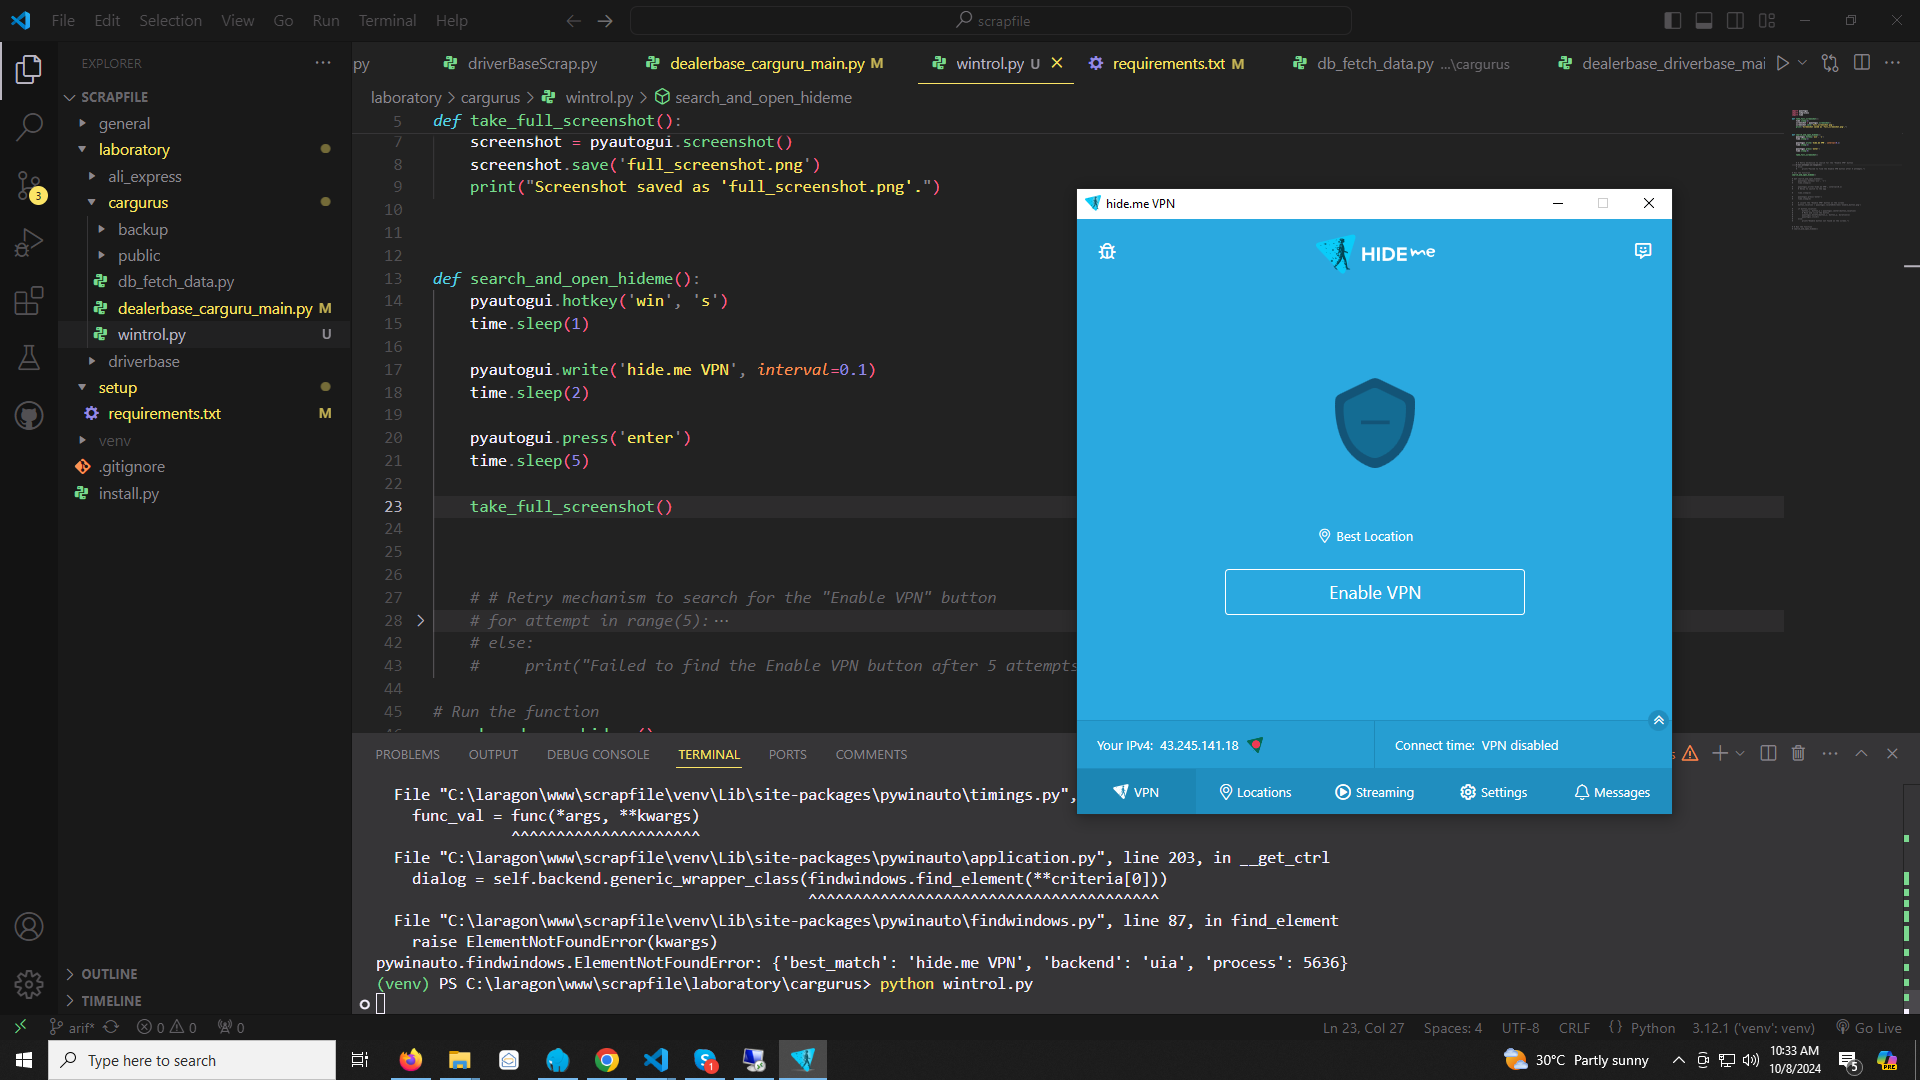 File Edit Selection View Go Run Terminal Help
scrapfile
EXPLORER
SCRAPFILE
general
laboratory
ali_express
cargurus
backup
public
db_fetch_data.py
dealerbase_carguru_main.py M
wintrol.py U
driverbase
setup
requirements.txt M
venv
.gitignore
install.py
OUTLINE
TIMELINE
3
py
driverBaseScrap.py
dealerbase_carguru_main.py M
wintrol.py U
requirements.txt M
db_fetch_data.py ...\cargurus
dealerbase_driverbase_mai
laboratory > cargurus > wintrol.py > search_and_open_hideme
5 def take_full_screenshot():
7 screenshot = pyautogui.screenshot()
8 screenshot.save('full_screenshot.png')
9 print("Screenshot saved as 'full_screenshot.png'.")
10
11
12
13 def search_and_open_hideme():
14 pyautogui.hotkey('win', 's')
15 time.sleep(1)
16
17 pyautogui.write('hide.me VPN', interval=0.1)
18 time.sleep(2)
19
20 pyautogui.press('enter')
21 time.sleep(5)
22
23 take_full_screenshot()
24
25
26
27 # # Retry mechanism to search for the "Enable VPN" button
28 # for attempt in range(5):...
42 # else:
43 # print("Failed to find the Enable VPN button after 5 attempts
44
45 # Run the function
hide.me VPN
HIDE me
Best Location
Enable VPN
Your IPv4: 43.245.141.18
Connect time: VPN disabled
VPN
Locations
Streaming
Settings
Messages
PROBLEMS OUTPUT DEBUG CONSOLE TERMINAL PORTS COMMENTS
File "C:\laragon\www\scrapfile\venv\Lib\site-packages\pywinauto\timings.py",
func_val = func(*args, **kwargs)
^^^^^^^^^^^^^^^^^^^^^
File "C:\laragon\www\scrapfile\venv\Lib\site-packages\pywinauto\application.py", line 203, in __get_ctrl
dialog = self.backend.generic_wrapper_class(findwindows.find_element(**criteria[0]))
^^^^^^^^^^^^^^^^^^^^^^^^^^^^^^^^^^^^^^^
File "C:\laragon\www\scrapfile\venv\Lib\site-packages\pywinauto\findwindows.py", line 87, in find_element
raise ElementNotFoundError(kwargs)
pywinauto.findwindows.ElementNotFoundError: {'best_match': 'hide.me VPN', 'backend': 'uia', 'process': 5636}
(venv) PS C:\laragon\www\scrapfile\laboratory\cargurus> python wintrol.py
arif* 0 0 0
Ln 23, Col 27 Spaces: 4 UTF-8 CRLF {} Python 3.12.1 ('venv': venv) Go Live
Type here to search
1
30°C Partly sunny
10:33 AM
10/8/2024
5
PRE